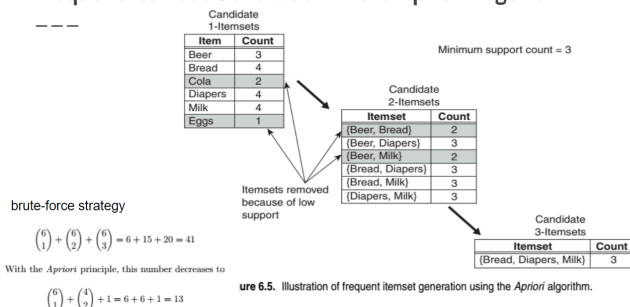 Candidate
1-Itemsets
Item Count
Beer 3
Bread 4
Cola 2
Diapers 4
Milk 4
Eggs 1
Minimum support count = 3
Candidate
2-Itemsets
Itemset Count
{Beer, Bread} 2
{Beer, Diapers} 3
{Beer, Milk} 2
{Bread, Diapers} 3
{Bread, Milk} 3
{Diapers, Milk} 3
Itemsets removed
because of low
support
Candidate
3-Itemsets
Itemset Count
{Bread, Diapers, Milk} 3
brute-force strategy
(6 1) + (6 2) + (6 3) = 6 + 15 + 20 = 41
With the Apriori principle, this number decreases to
(6 1) + (4 2) + 1 = 6 + 6 + 1 = 13
ure 6.5. Illustration of frequent itemset generation using the Apriori algorithm.